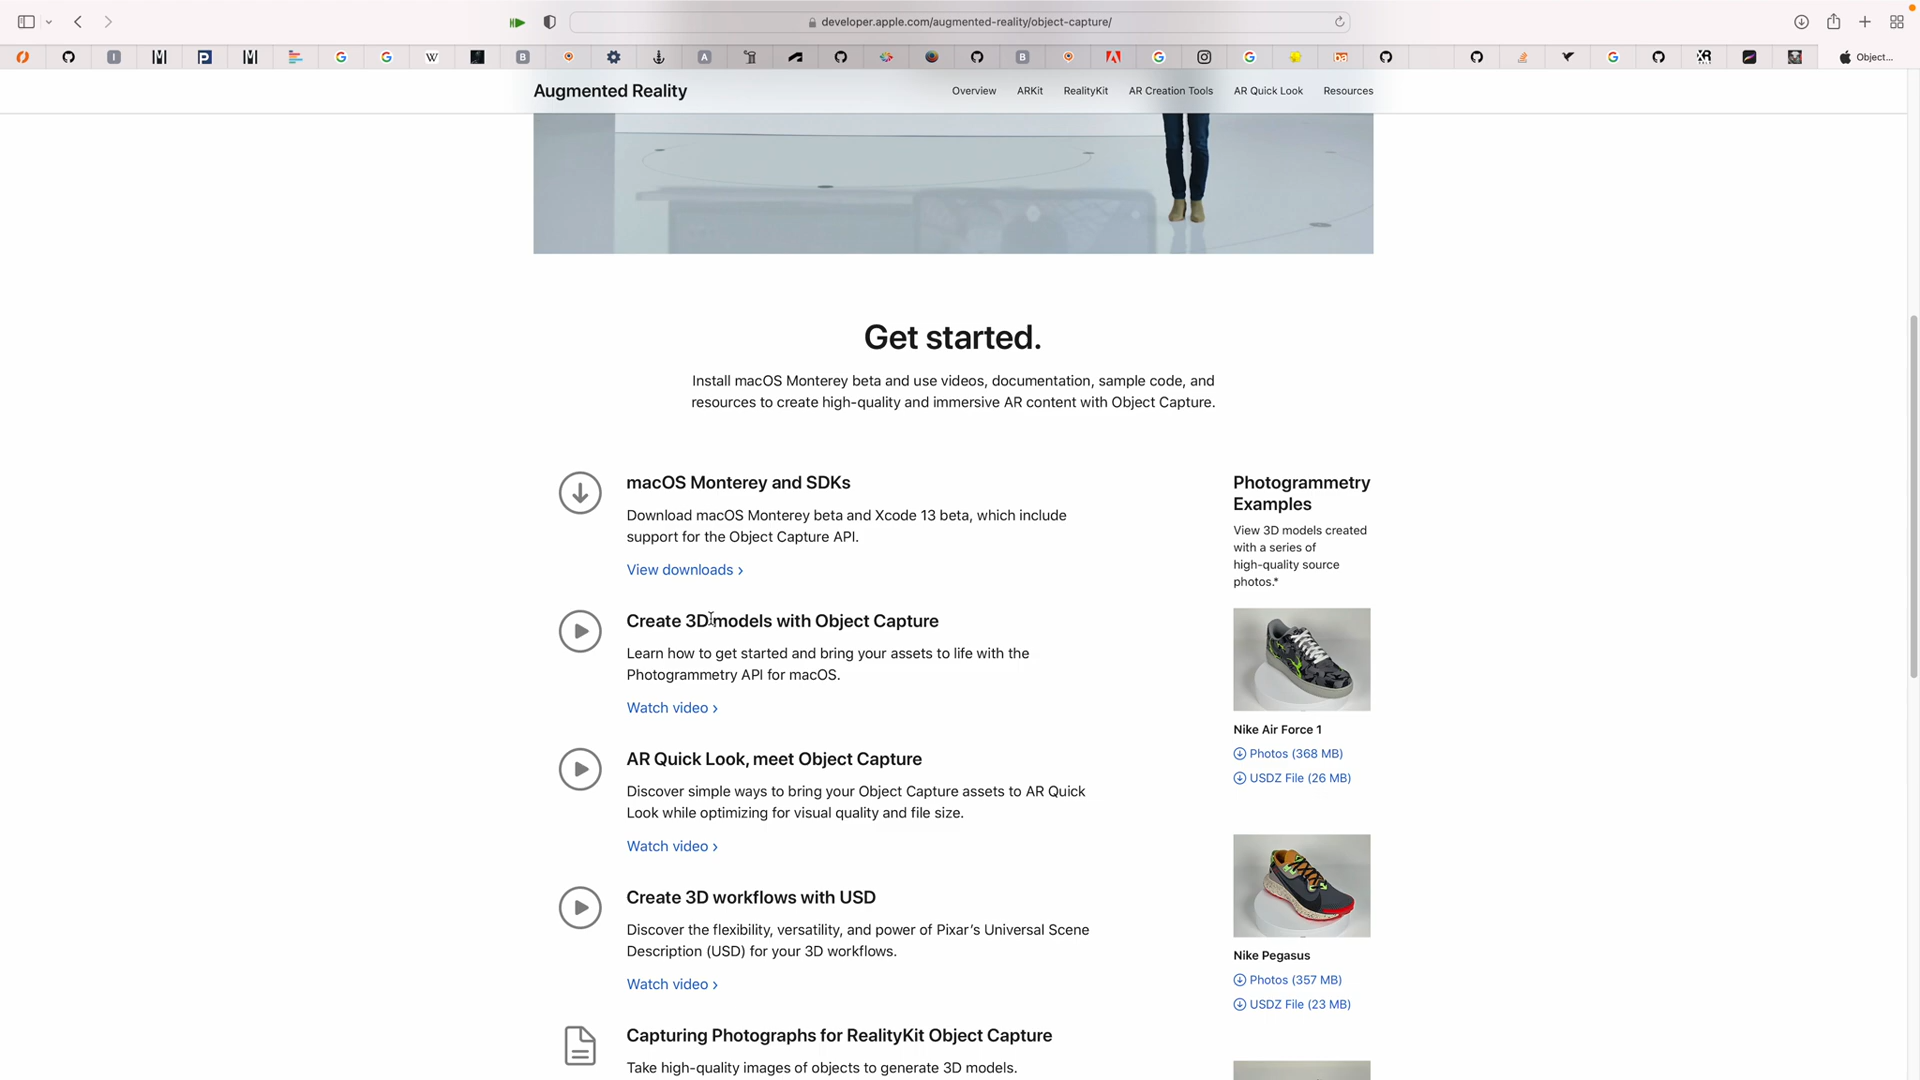 developer.apple.com/augmented-reality/object-capture/
Object...
Augmented Reality
Overview
ARKit
RealityKit
AR Creation Tools
AR Quick Look
Resources
Get started.
Install macOS Monterey beta and use videos, documentation, sample code, and
resources to create high-quality and immersive AR content with Object Capture.
macOS Monterey and SDKs
Download macOS Monterey beta and Xcode 13 beta, which include
support for the Object Capture API.
View downloads ›
Create 3D models with Object Capture
Learn how to get started and bring your assets to life with the
Photogrammetry API for macOS.
Watch video ›
AR Quick Look, meet Object Capture
Discover simple ways to bring your Object Capture assets to AR Quick
Look while optimizing for visual quality and file size.
Watch video ›
Create 3D workflows with USD
Discover the flexibility, versatility, and power of Pixar’s Universal Scene
Description (USD) for your 3D workflows.
Watch video ›
Capturing Photographs for RealityKit Object Capture
Take high-quality images of objects to generate 3D models.
Photogrammetry
Examples
View 3D models created
with a series of
high-quality source
photos.*
Nike Air Force 1
Photos (368 MB)
USDZ File (26 MB)
Nike Pegasus
Photos (357 MB)
USDZ File (23 MB)